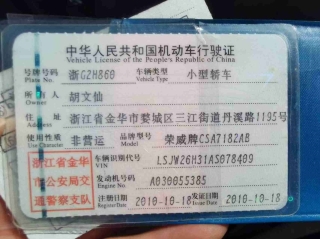 中华人民共和国机动车行驶证
Vehicle License of the People's Republic of China
号牌号码 浙G2H860 车辆类型 小型轿车
Plate No. Vehicle Type
所有人 胡文仙
Owner
住址 浙江省金华市婺城区三江街道丹溪路1195号
Address
使用性质 非营运 品牌型号 荣威牌CSA7182AB
Use Character Model
浙江省金华 车辆识别代号 LSJW26H31AS078409
VIN
市公安局交 发动机号码 A030055385
Engine No.
通警察支队 注册日期 2010-10-18 发证日期 2010-10-18
Register Date Issue Date